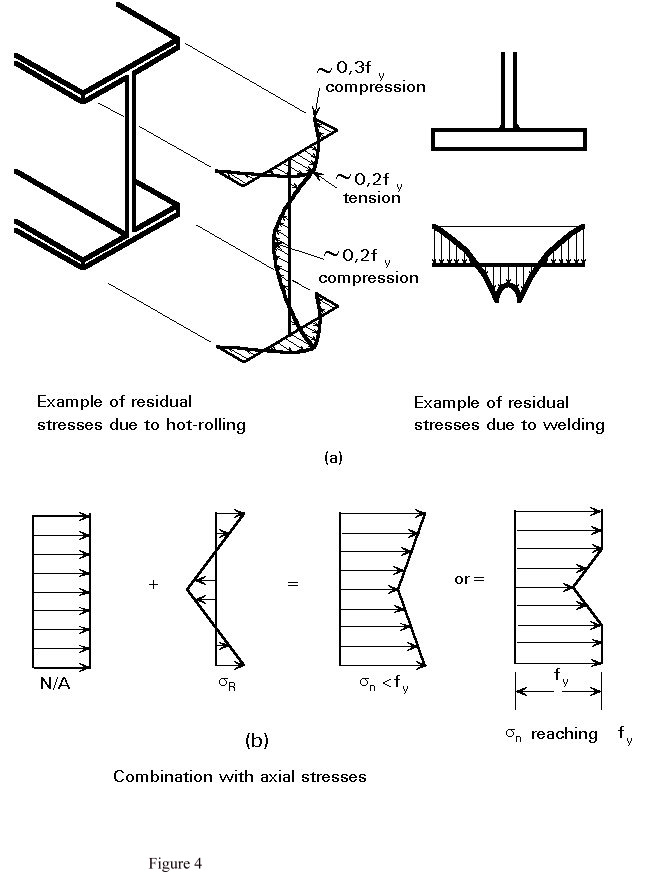 ~0,3f y
compression
~0,2f y
tension
~0,2f y
compression
Example of residual
stresses due to hot-rolling
Example of residual
stresses due to welding
(a)
+
=
or =
N/A
σR
σn <fy
fy
σn reaching fy
(b)
Combination with axial stresses
Figure 4